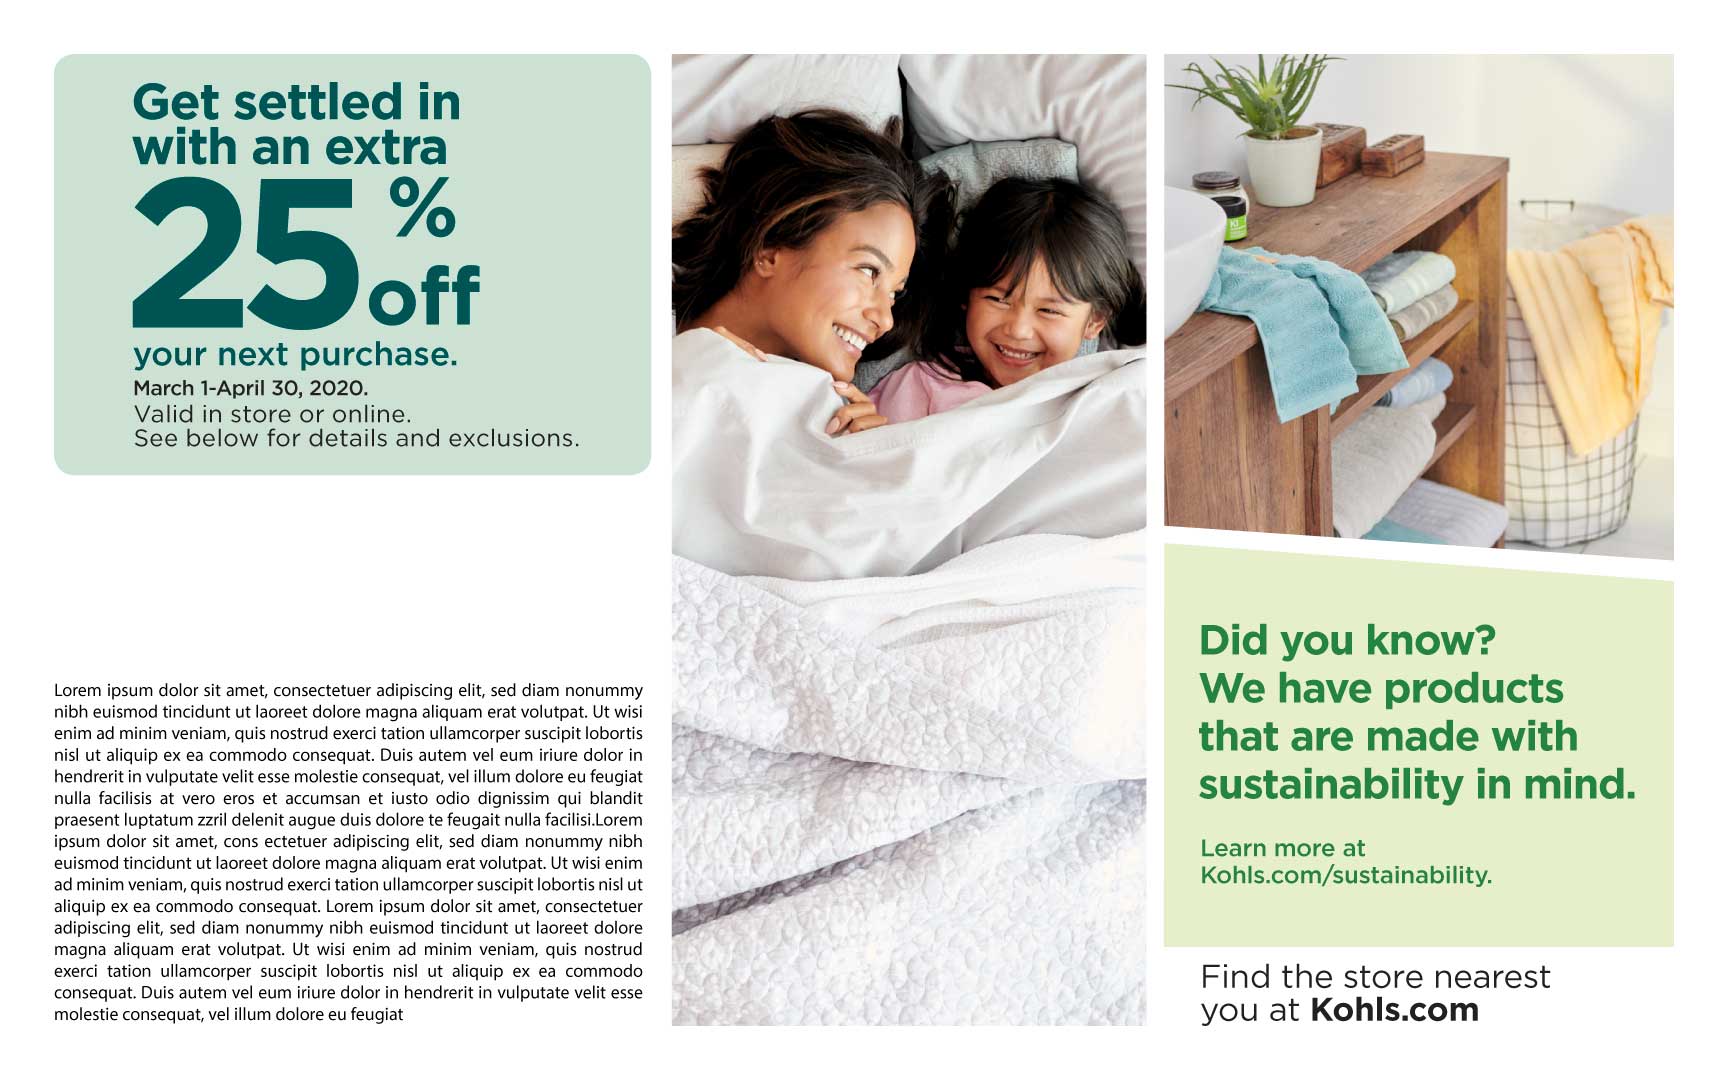 Get settled in
with an extra
25% off
your next purchase.
March 1-April 30, 2020.
Valid in store or online.
See below for details and exclusions.
Lorem ipsum dolor sit amet, consectetuer adipiscing elit, sed diam nonummy
nibh euismod tincidunt ut laoreet dolore magna aliquam erat volutpat. Ut wisi
enim ad minim veniam, quis nostrud exerci tation ullamcorper suscipit lobortis
nisl ut aliquip ex ea commodo consequat. Duis autem vel eum iriure dolor in
hendrerit in vulputate velit esse molestie consequat, vel illum dolore eu feugiat
nulla facilisis at vero eros et accumsan et iusto odio dignissim qui blandit
praesent luptatum zzril delenit augue duis dolore te feugait nulla facilisi.Lorem
ipsum dolor sit amet, cons ectetuer adipiscing elit, sed diam nonummy nibh
euismod tincidunt ut laoreet dolore magna aliquam erat volutpat. Ut wisi enim
ad minim veniam, quis nostrud exerci tation ullamcorper suscipit lobortis nisl ut
aliquip ex ea commodo consequat. Lorem ipsum dolor sit amet, consectetuer
adipiscing elit, sed diam nonummy nibh euismod tincidunt ut laoreet dolore
magna aliquam erat volutpat. Ut wisi enim ad minim veniam, quis nostrud
exerci tation ullamcorper suscipit lobortis nisl ut aliquip ex ea commodo
consequat. Duis autem vel eum iriure dolor in hendrerit in vulputate velit esse
molestie consequat, vel illum dolore eu feugiat
Did you know?
We have products
that are made with
sustainability in mind.
Learn more at
Kohls.com/sustainability.
Find the store nearest
you at Kohls.com